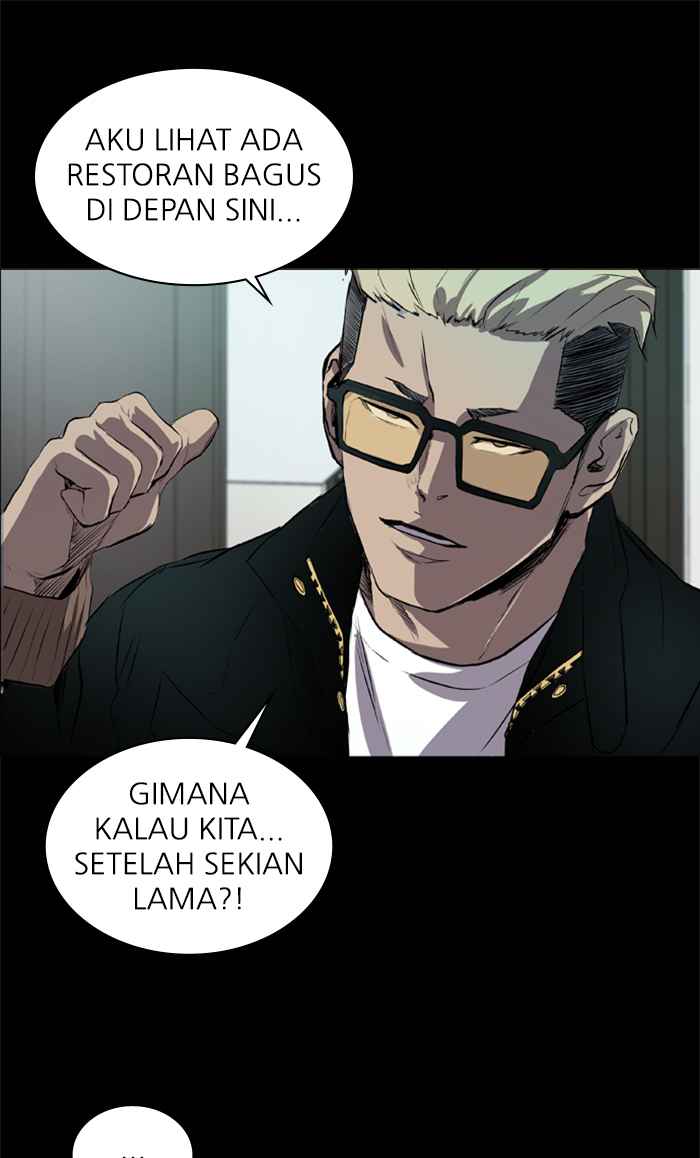 AKU LIHAT ADA
RESTORAN BAGUS
DI DEPAN SINI...
GIMANA
KALAU KITA...
SETELAH SEKIAN
LAMA?!
...